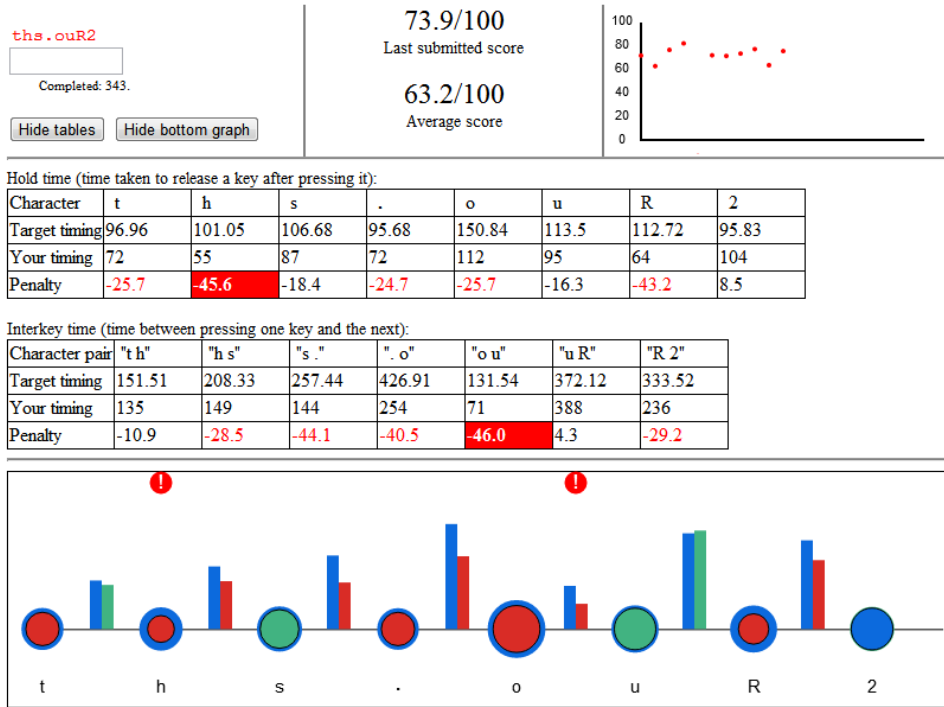 ths.ouR2
Completed: 343.
Hide tables Hide bottom graph
73.9/100
Last submitted score
63.2/100
Average score
100
80
60
40
20
0
Hold time (time taken to release a key after pressing it):
Character t h s . o u R 2
Target timing 96.96 101.05 106.68 95.68 150.84 113.5 112.72 95.83
Your timing 72 55 87 72 112 95 64 104
Penalty -25.7 -45.6 -18.4 -24.7 -25.7 -16.3 -43.2 8.5
Interkey time (time between pressing one key and the next):
Character pair "t h" "h s" "s ." ". o" "o u" "u R" "R 2"
Target timing 151.51 208.33 257.44 426.91 131.54 372.12 333.52
Your timing 135 149 144 254 71 388 236
Penalty -10.9 -28.5 -44.1 -40.5 -46.0 4.3 -29.2
! !
t h s . o u R 2